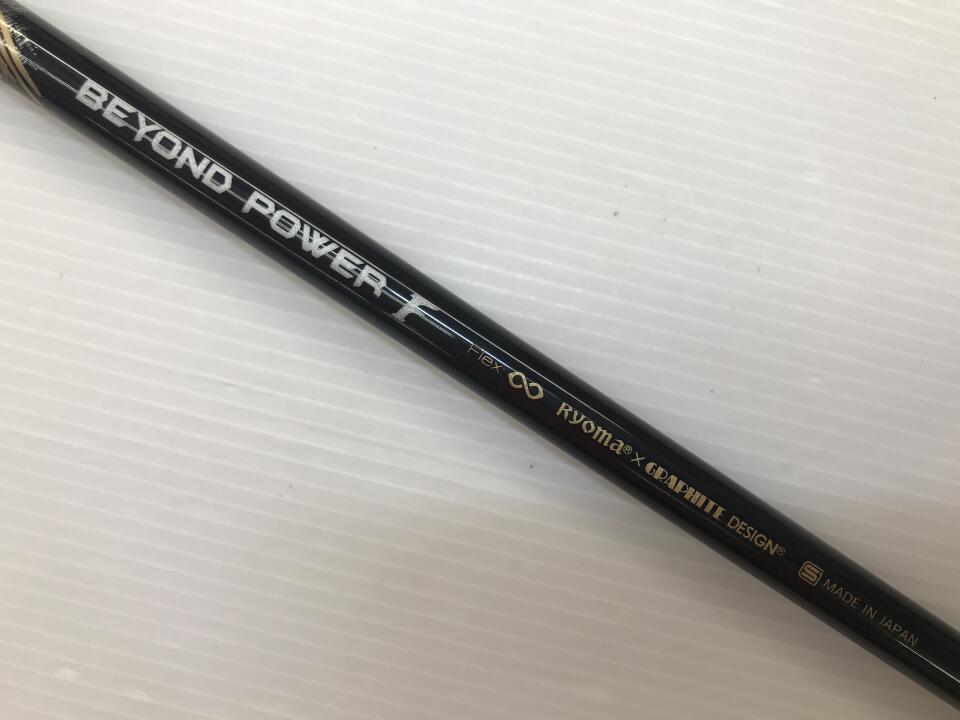 BEYOND POWER I Flex. ∞ Ryoma® × GRAPHITE DESIGN® MADE IN JAPAN